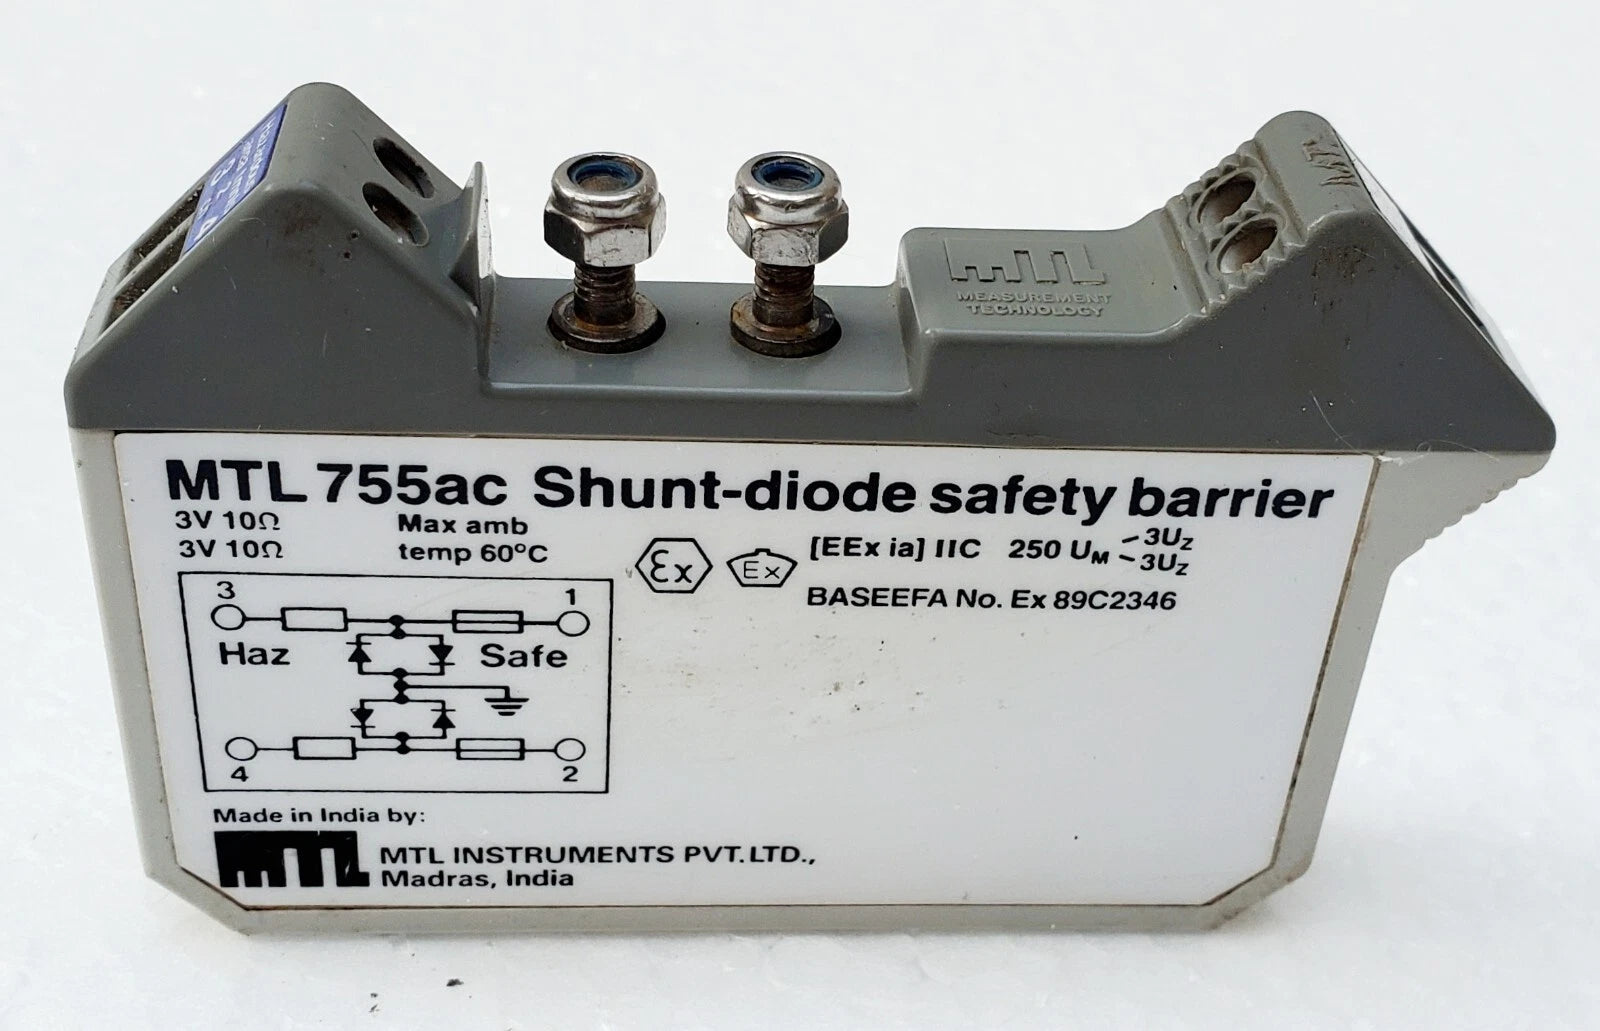 MTL
MEASUREMENT
TECHNOLOGY
MTL 755ac Shunt-diode safety barrier
3V 10Ω
3V 10Ω
Max amb
temp 60°C
Ex
Ex
[EEx ia] IIC 250 UM
–3UZ
~3UZ
BASEEFA No. Ex 89C2346
3
1
Haz
Safe
4
2
Made in India by:
MTL
MTL INSTRUMENTS PVT. LTD.,
Madras, India